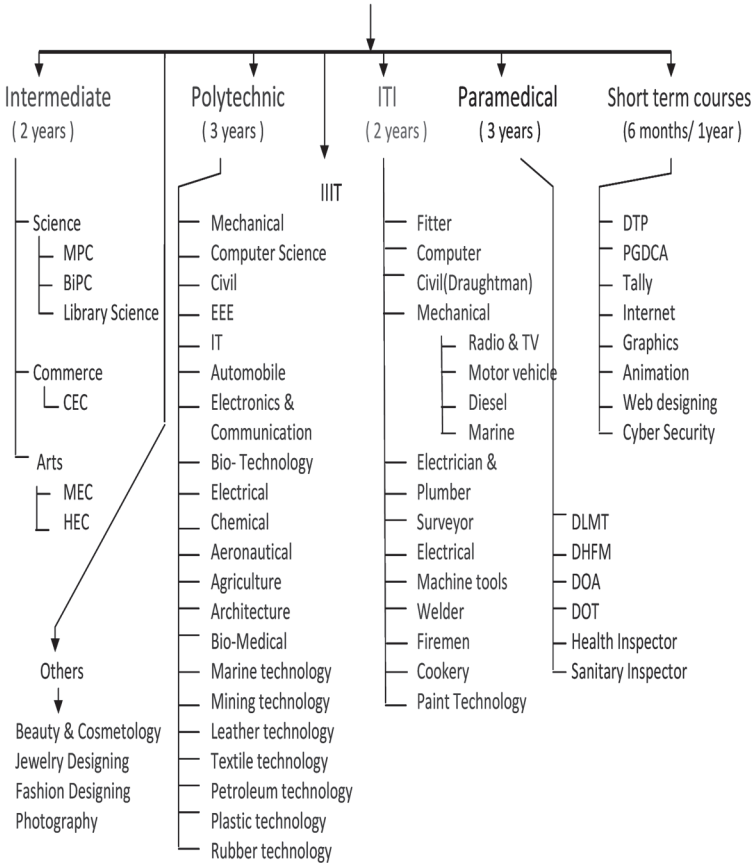 Intermediate
( 2 years )
Science
MPC
BiPC
Library Science
Commerce
CEC
Arts
MEC
HEC
Others
Beauty & Cosmetology
Jewelry Designing
Fashion Designing
Photography
Polytechnic
( 3 years )
Mechanical
Computer Science
Civil
EEE
IT
Automobile
Electronics &
Communication
Bio- Technology
Electrical
Chemical
Aeronautical
Agriculture
Architecture
Bio-Medical
Marine technology
Mining technology
Leather technology
Textile technology
Petroleum technology
Plastic technology
Rubber technology
IIIT
ITI
( 2 years )
Fitter
Computer
Civil(Draughtman)
Mechanical
Radio & TV
Motor vehicle
Diesel
Marine
Electrician &
Plumber
Surveyor
Electrical
Machine tools
Welder
Firemen
Cookery
Paint Technology
Paramedical
( 3 years )
DLMT
DHFM
DOA
DOT
Health Inspector
Sanitary Inspector
Short term courses
(6 months/ 1year )
DTP
PGDCA
Tally
Internet
Graphics
Animation
Web designing
Cyber Security